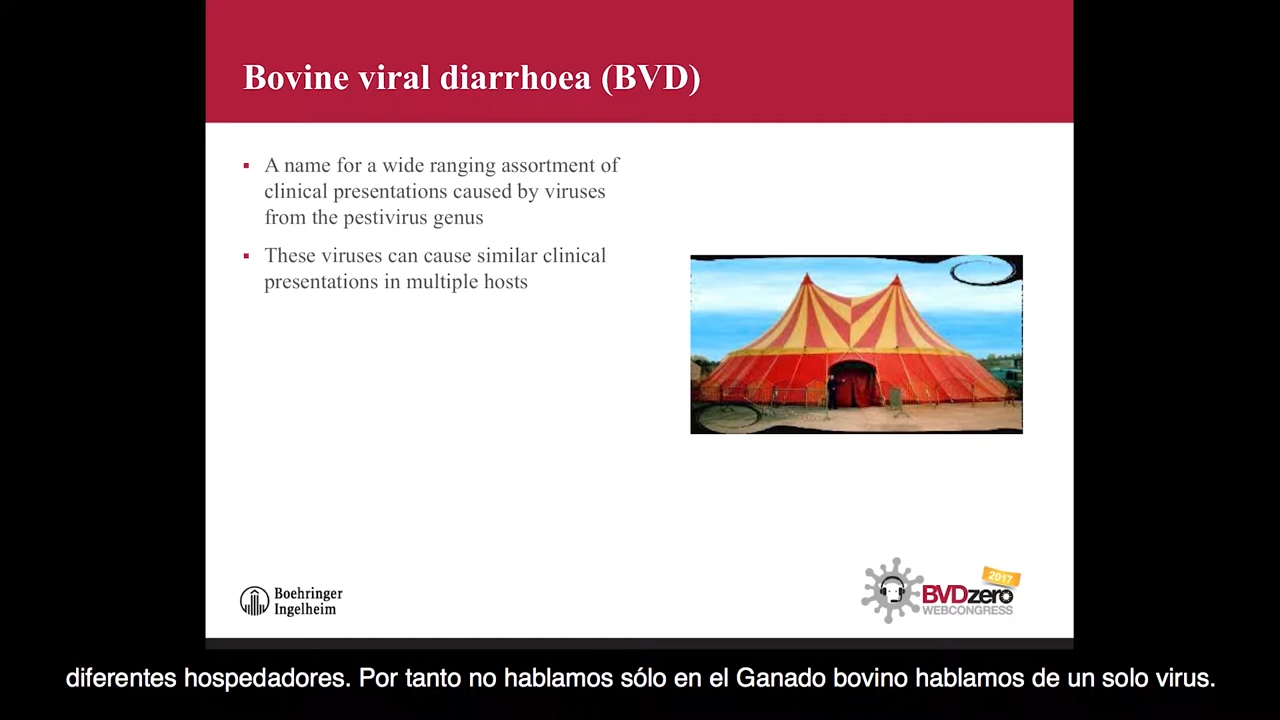 Bovine viral diarrhoea (BVD)
▪ A name for a wide ranging assortment of
clinical presentations caused by viruses
from the pestivirus genus
▪ These viruses can cause similar clinical
presentations in multiple hosts
Boehringer
Ingelheim
2017
BVDzero
WEBCONGRESS
diferentes hospedadores. Por tanto no hablamos sólo en el Ganado bovino hablamos de un solo virus.